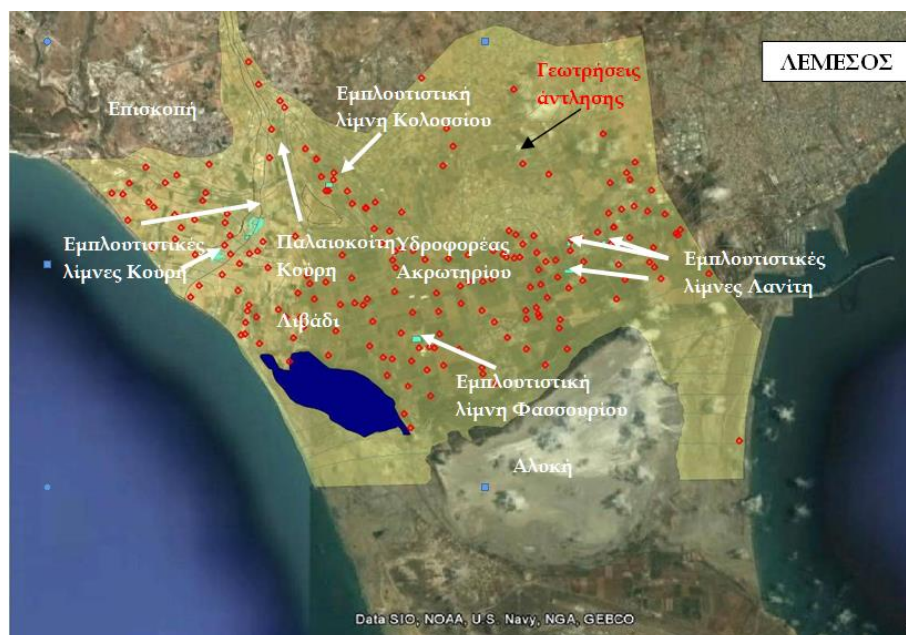 ΛΕΜΕΣΟΣ
Γεωτρήσεις
άντλησης
Εμπλουτιστική
λίμνη Κολοσσίου
Επισκοπή
Εμπλουτιστικές
λίμνες Κούρη
Παλαιοκοίτη
Κούρη
Υδροφορέας
Ακρωτηρίου
Εμπλουτιστικές
λίμνες Λανίτη
Λιβάδι
Εμπλουτιστική
λίμνη Φασσουρίου
Αλυκή
Data SIO, NOAA, U.S. Navy, NGA, GEBCO